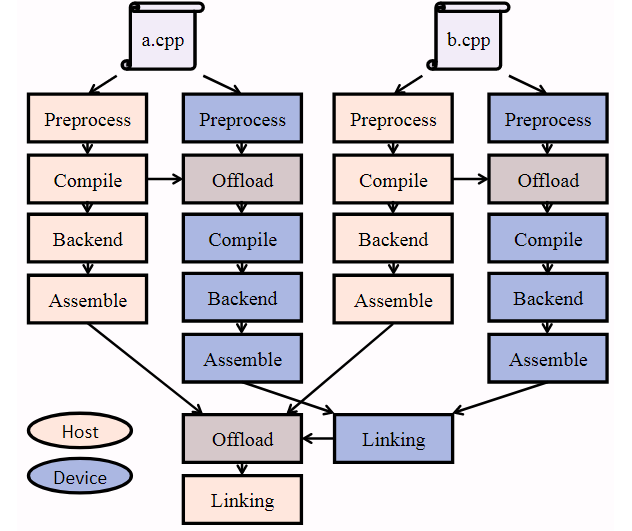 a.cpp
b.cpp
Preprocess
Preprocess
Preprocess
Preprocess
Compile
Offload
Compile
Offload
Backend
Compile
Backend
Compile
Assemble
Backend
Assemble
Backend
Assemble
Assemble
Host
Offload
Linking
Device
Linking